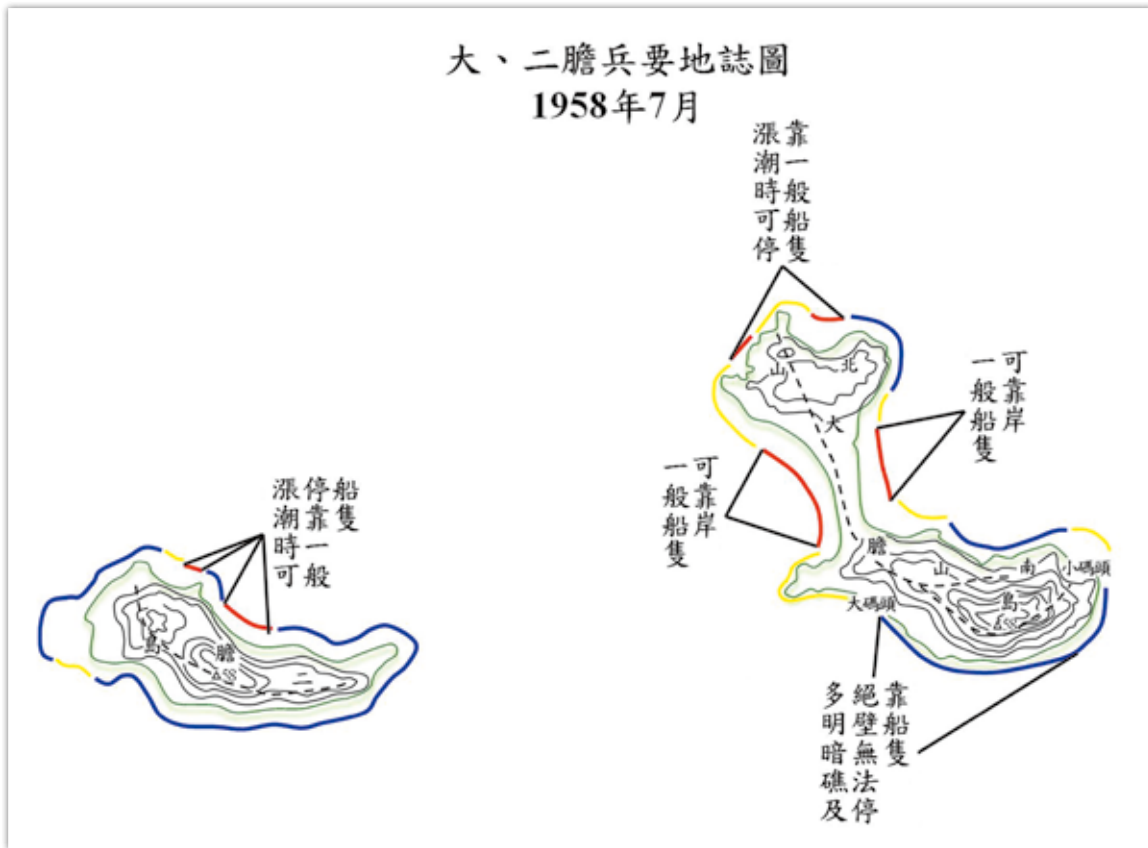 大、二膽兵要地誌圖
1958年7月
漲潮時可停
靠一般船隻
北
山
大
一般船隻
可靠岸
一般船隻
可靠岸
膽
山
南
小碼頭
島
大碼頭
多明暗礁及
絕壁無法停
靠船隻
漲潮時可
停靠一般
船隻
島
膽
二